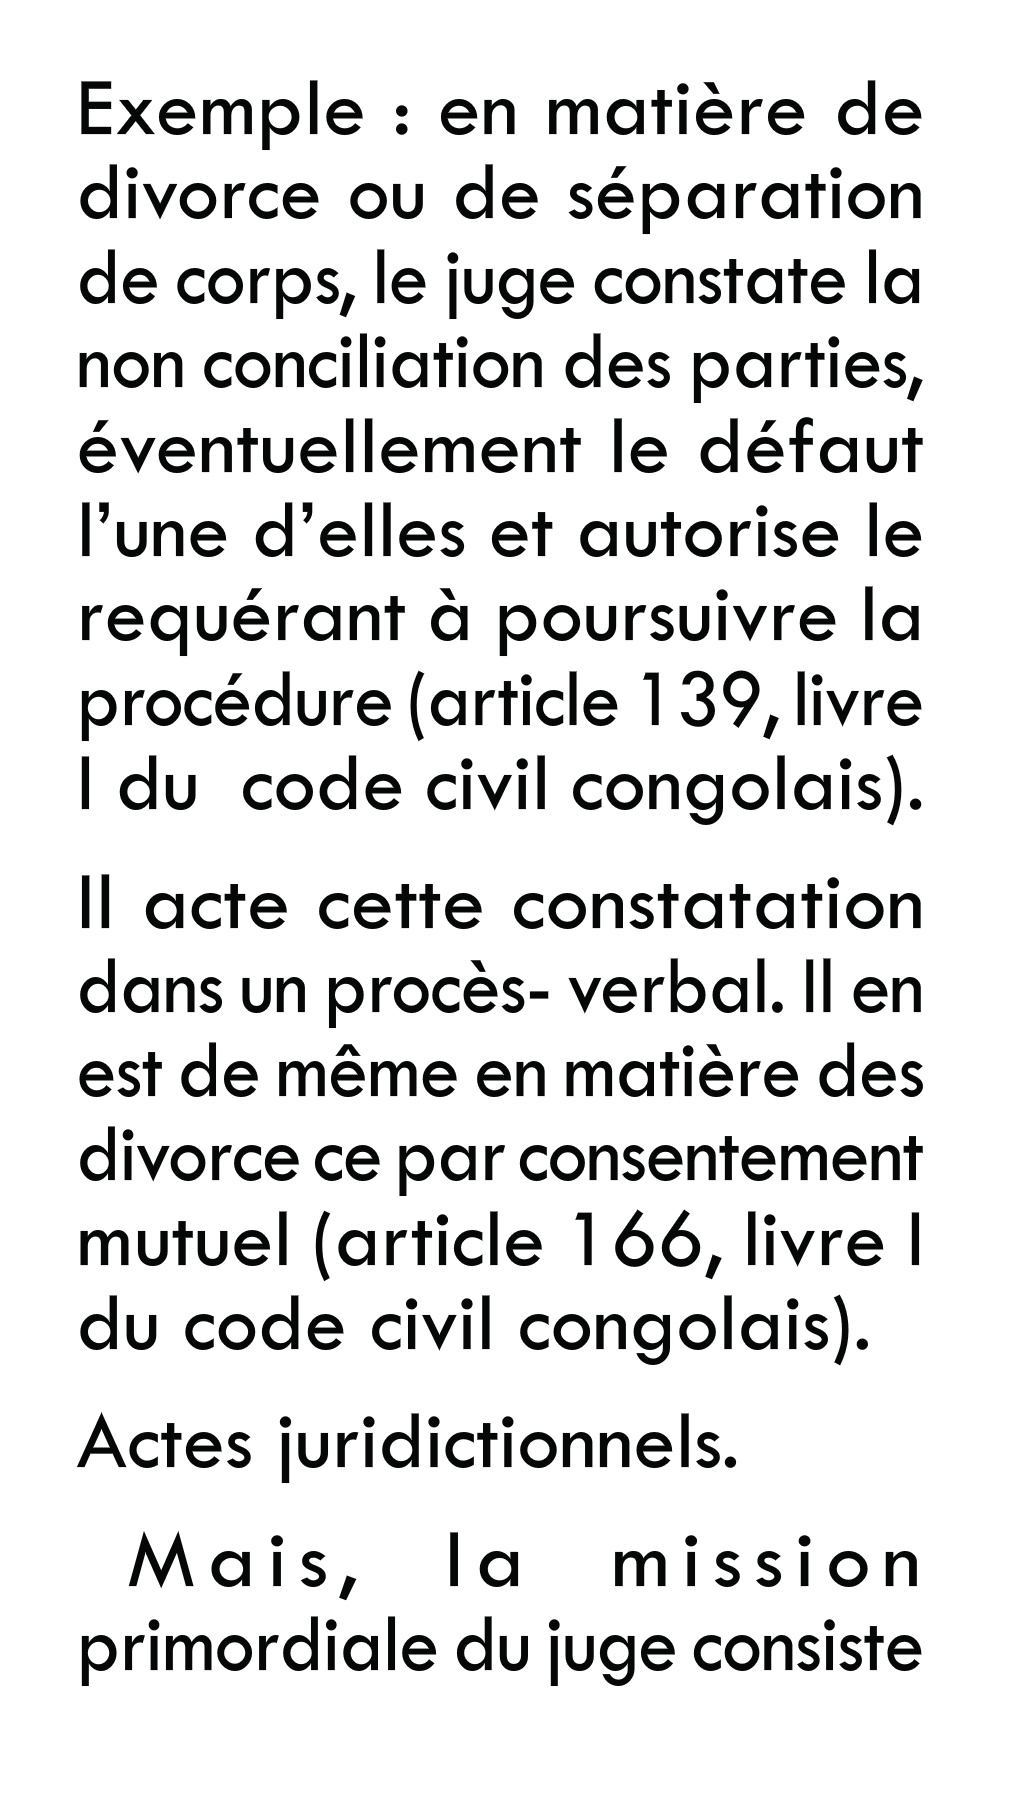 Exemple : en matière de
divorce ou de séparation
de corps, le juge constate la
non conciliation des parties,
éventuellement le défaut
l’une d’elles et autorise le
requérant à poursuivre la
procédure (article 139, livre
I du  code civil congolais).
Il acte cette constatation
dans un procès- verbal. Il en
est de même en matière des
divorce ce par consentement
mutuel (article 166, livre I
du code civil congolais).
Actes juridictionnels.
Mais, la mission
primordiale du juge consiste